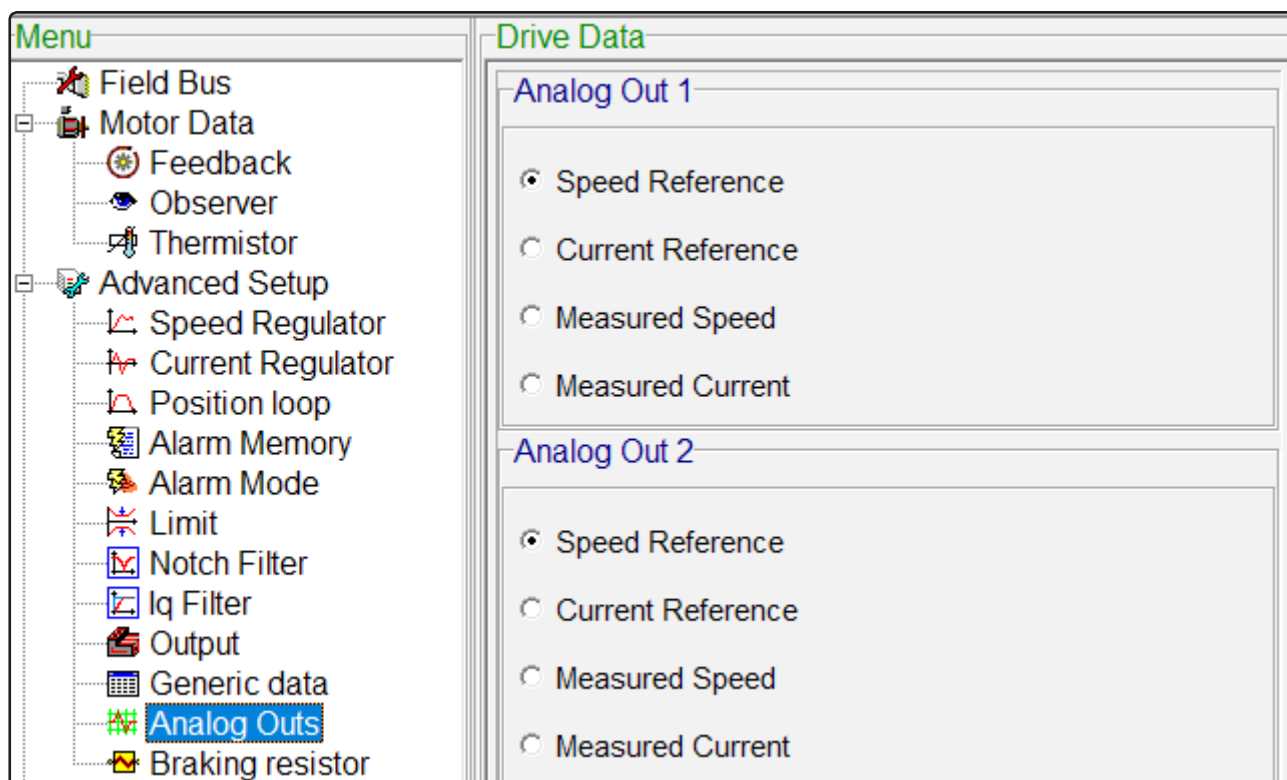 Menu
Field Bus
Motor Data
Feedback
Observer
Thermistor
Advanced Setup
Speed Regulator
Current Regulator
Position loop
Alarm Memory
Alarm Mode
Limit
Notch Filter
Iq Filter
Output
Generic data
Analog Outs
Braking resistor
Drive Data
Analog Out 1
Speed Reference
Current Reference
Measured Speed
Measured Current
Analog Out 2
Speed Reference
Current Reference
Measured Speed
Measured Current